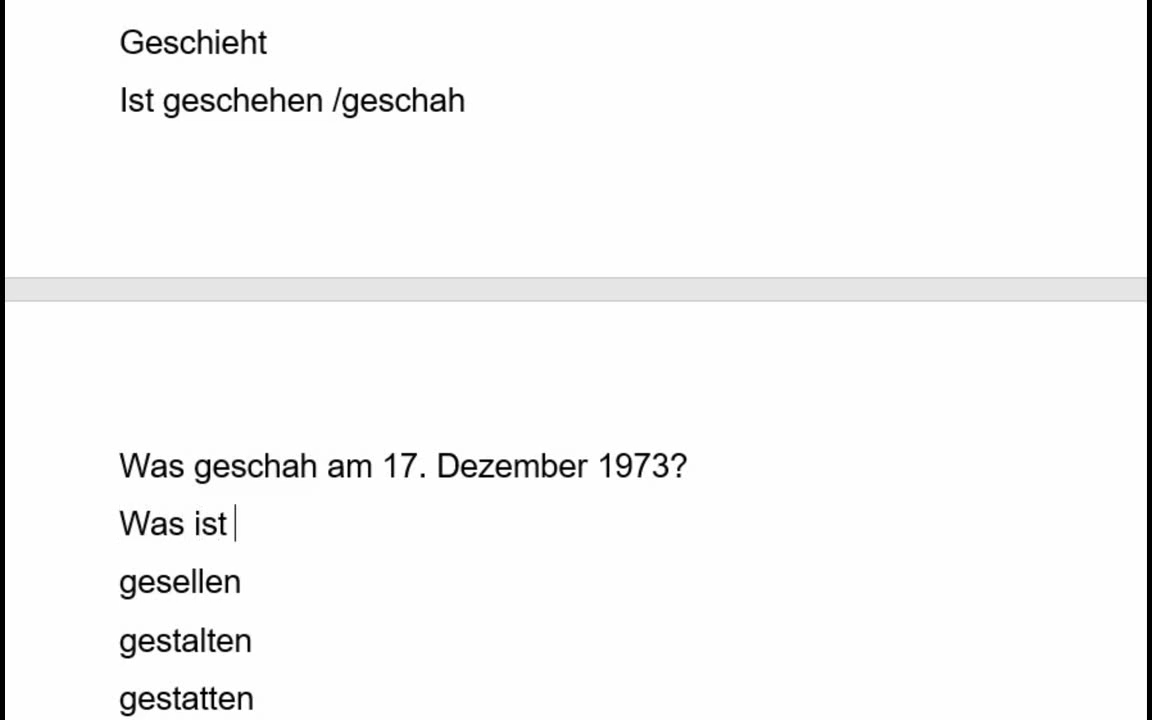 Geschieht
Ist geschehen /geschah
Was geschah am 17. Dezember 1973?
Was ist
gesellen
gestalten
gestatten